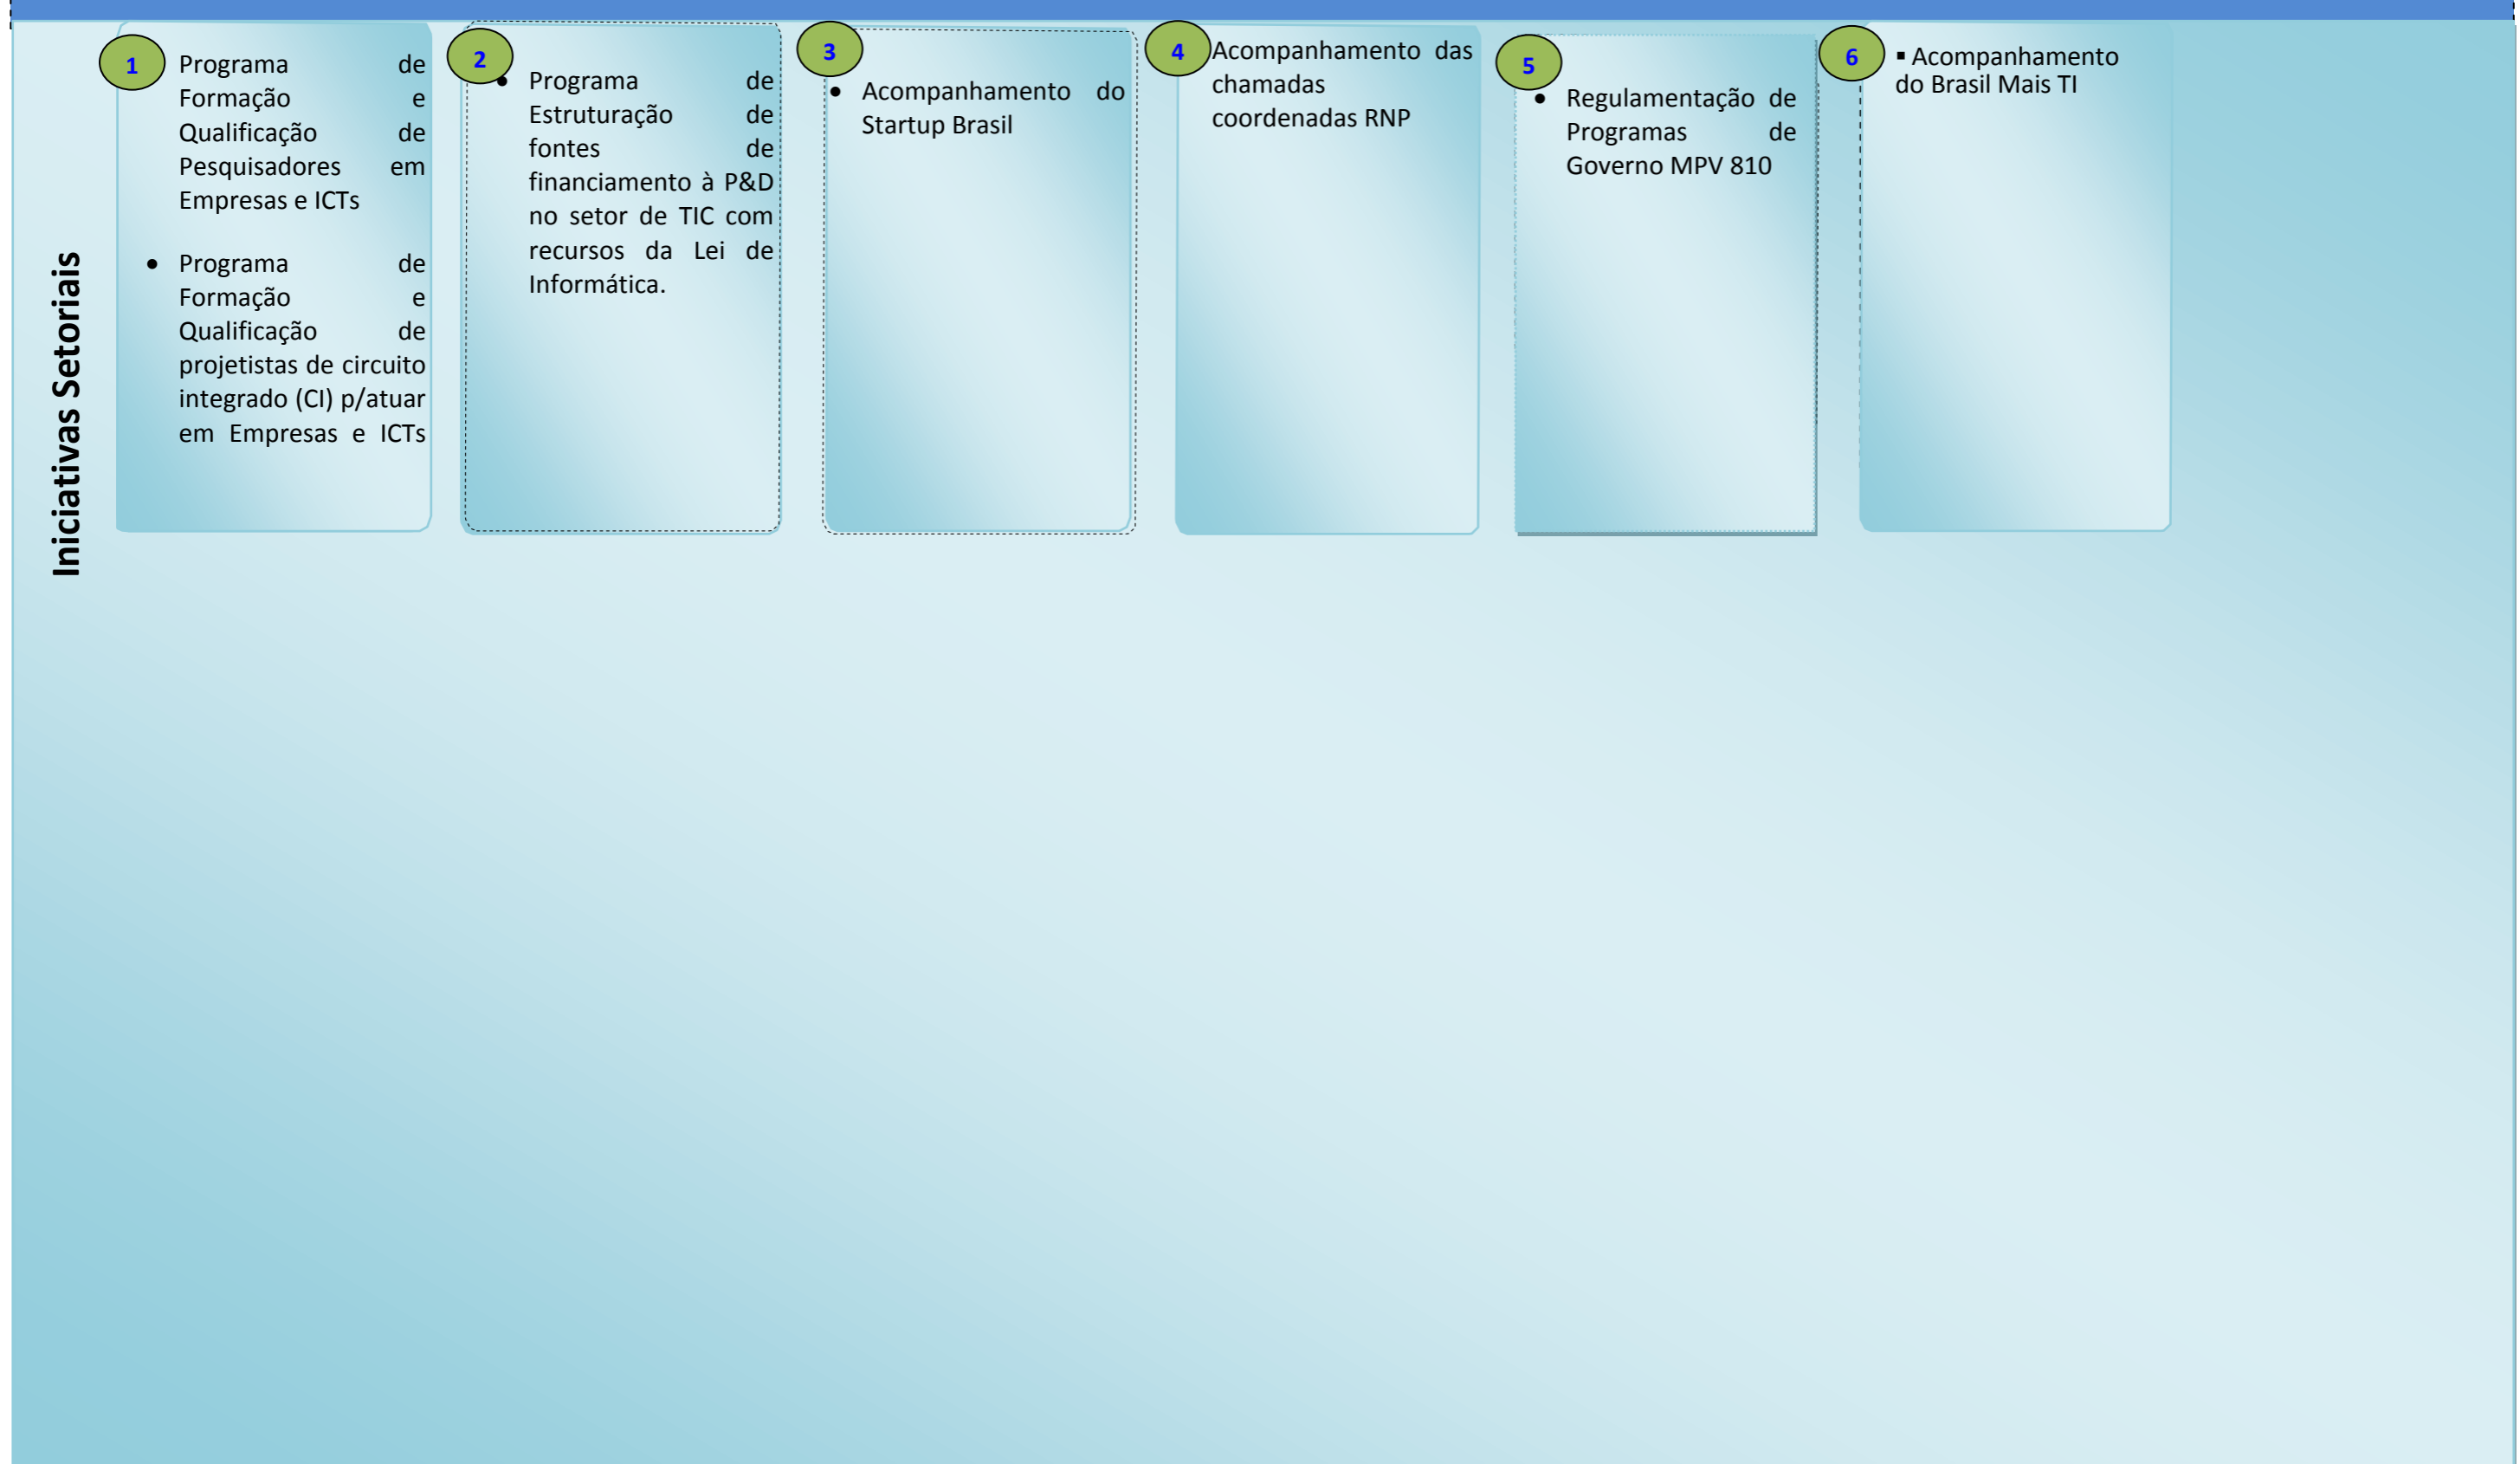 Iniciativas Setoriais
1
Programa de
Formação e
Qualificação de
Pesquisadores em
Empresas e ICTs
• Programa de
Formação e
Qualificação de
projetistas de circuito
integrado (CI) p/atuar
em Empresas e ICTs
2
• Programa de
Estruturação de
fontes de
financiamento à P&D
no setor de TIC com
recursos da Lei de
Informática.
3
• Acompanhamento do
Startup Brasil
4
Acompanhamento das
chamadas
coordenadas RNP
5
• Regulamentação de
Programas de
Governo MPV 810
6
▪ Acompanhamento
do Brasil Mais TI